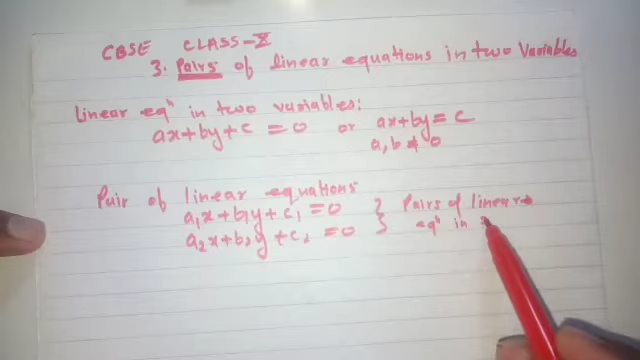 CBSE CLASS-X
3. Pairs of linear equations in two Variables
linear eqⁿ in two variables:
ax+by+c=0 or ax+by=c
a,b≠0
Pair of linear equations
a₁x+b₁y+c₁=0 } Pairs of linear
a₂x+b₂y+c₂=0 eqⁿ in